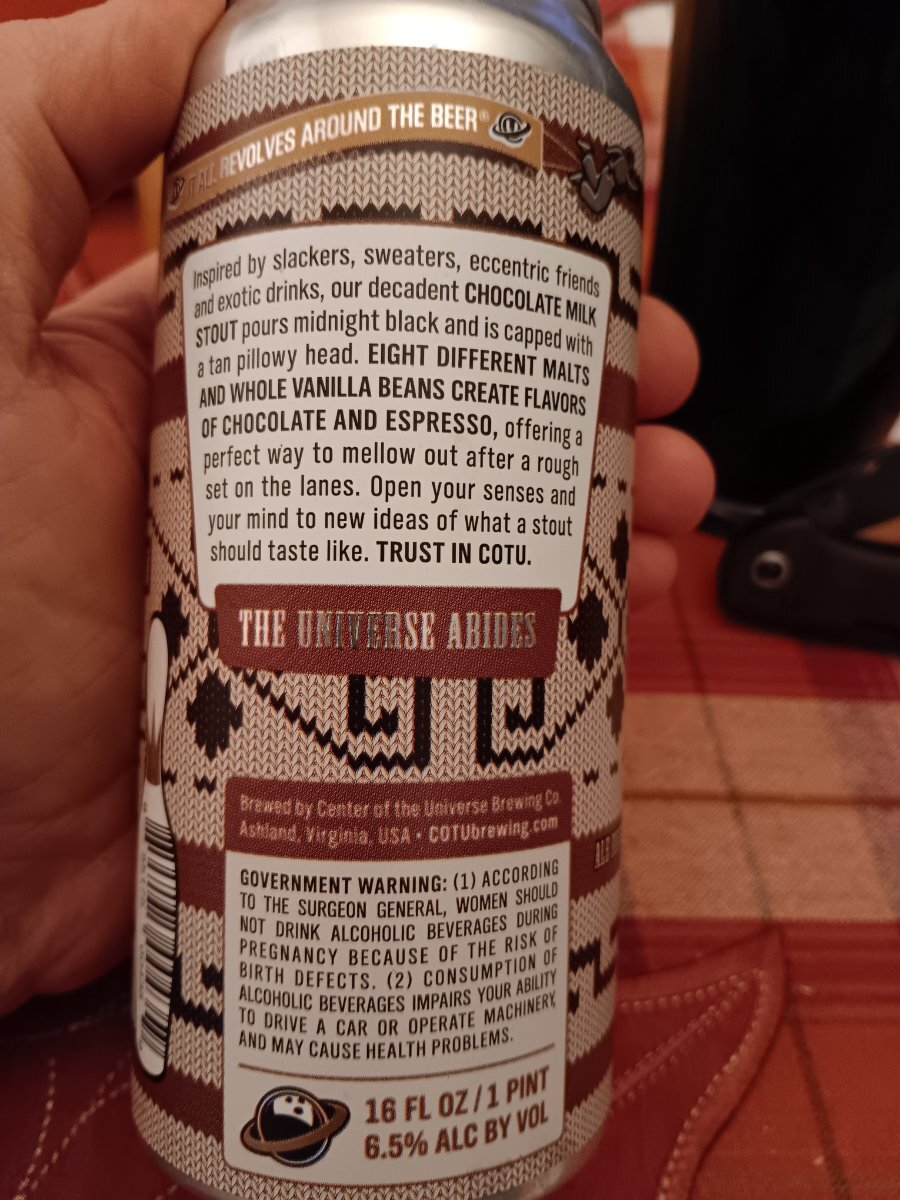 IT ALL REVOLVES AROUND THE BEER®
Inspired by slackers, sweaters, eccentric friends
and exotic drinks, our decadent CHOCOLATE MILK
STOUT pours midnight black and is capped with
a tan pillowy head. EIGHT DIFFERENT MALTS
AND WHOLE VANILLA BEANS CREATE FLAVORS
OF CHOCOLATE AND ESPRESSO, offering a
perfect way to mellow out after a rough
set on the lanes. Open your senses and
your mind to new ideas of what a stout
should taste like. TRUST IN COTU.
THE UNIVERSE ABIDES
Brewed by Center of the Universe Brewing Co.
Ashland, Virginia, USA • COTUbrewing.com
GOVERNMENT WARNING: (1) ACCORDING
TO THE SURGEON GENERAL, WOMEN SHOULD
NOT DRINK ALCOHOLIC BEVERAGES DURING
PREGNANCY BECAUSE OF THE RISK OF
BIRTH DEFECTS. (2) CONSUMPTION OF
ALCOHOLIC BEVERAGES IMPAIRS YOUR ABILITY
TO DRIVE A CAR OR OPERATE MACHINERY,
AND MAY CAUSE HEALTH PROBLEMS.
16 FL OZ / 1 PINT
6.5% ALC BY VOL